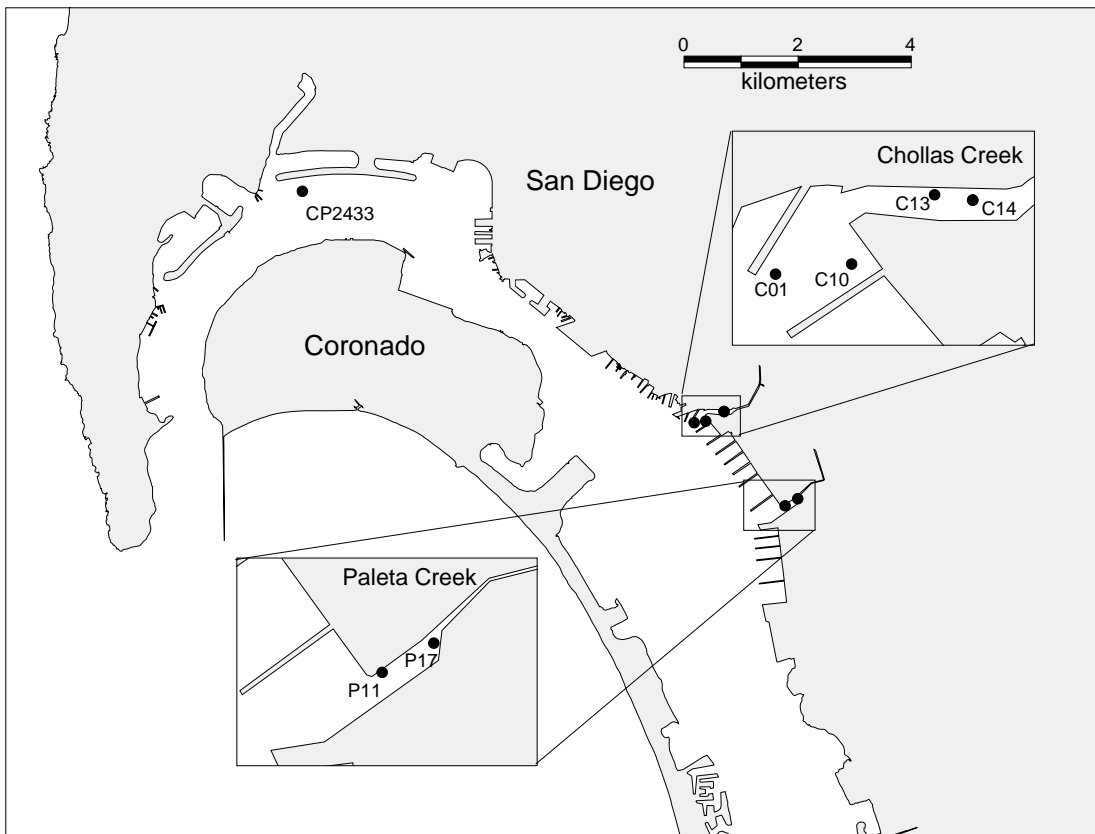 0 2 4
kilometers
Chollas Creek
San Diego
C13
C14
CP2433
C01
C10
Coronado
Paleta Creek
P17
P11